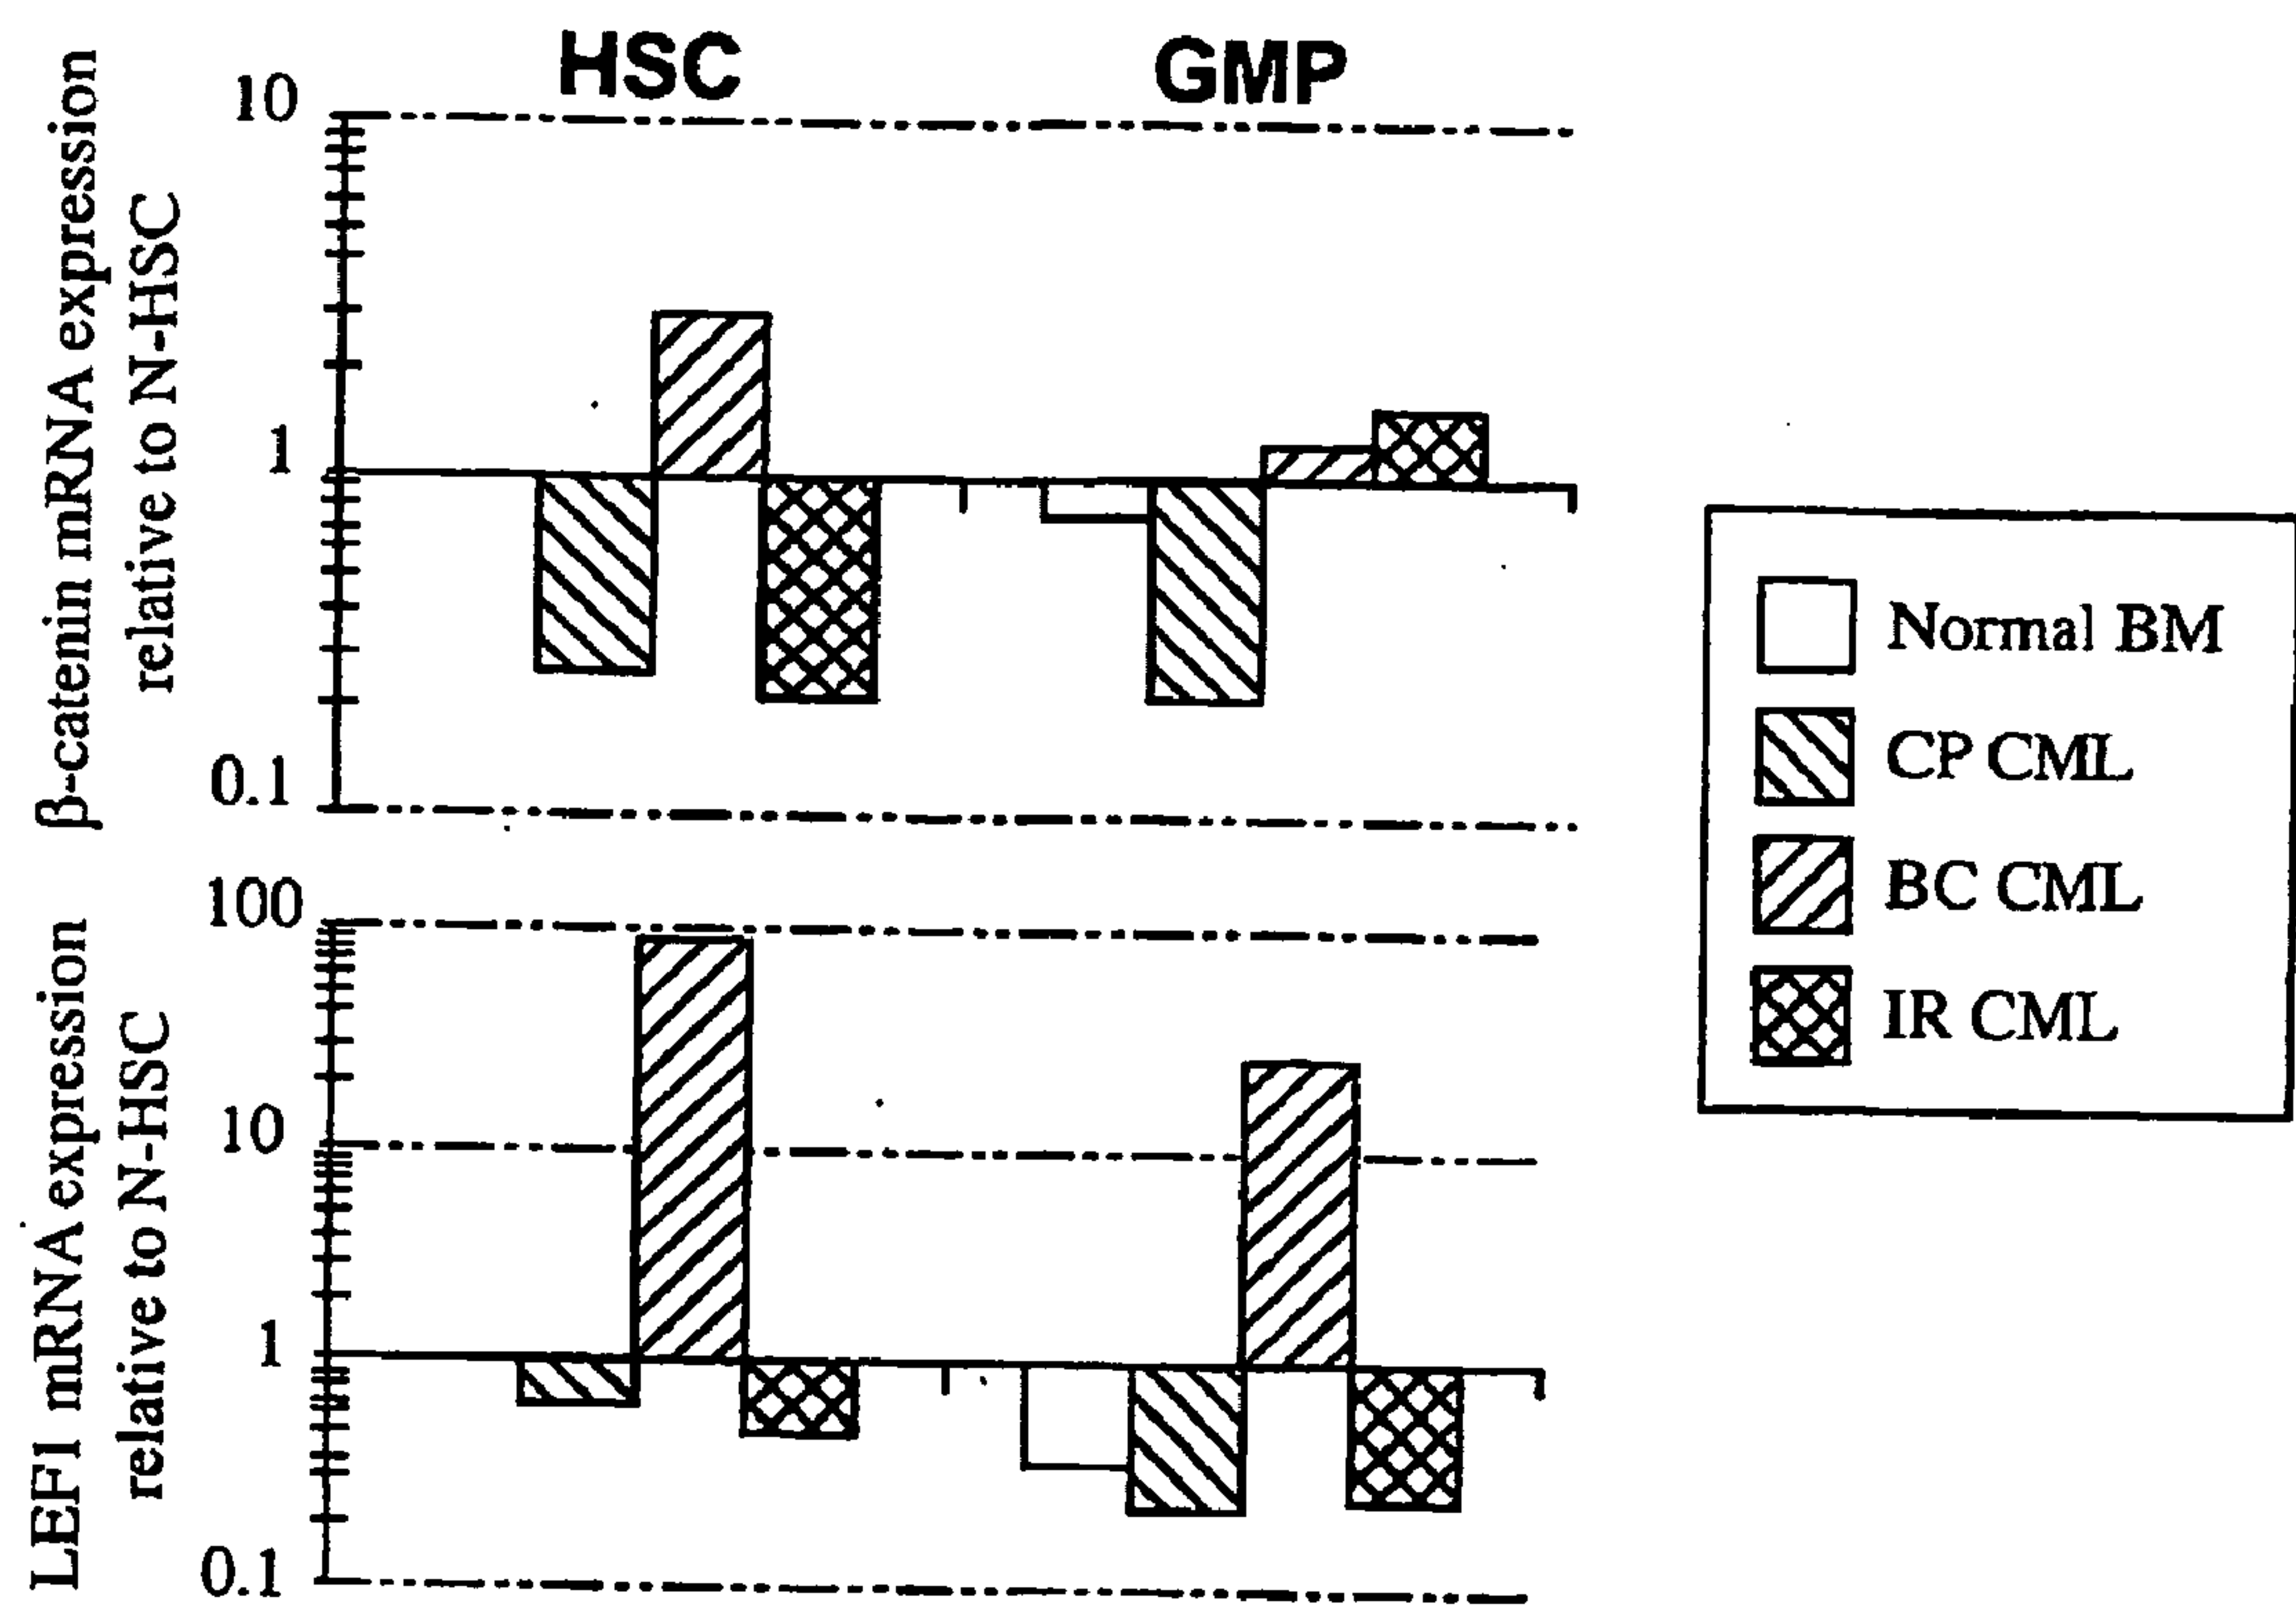 HSC GMP
β-catenin mRNA expression
relative to N-HSC
10
1
0.1
LEF1 mRNA expression
relative to N-HSC
100
10
1
0.1
Normal BM
CP CML
BC CML
IR CML